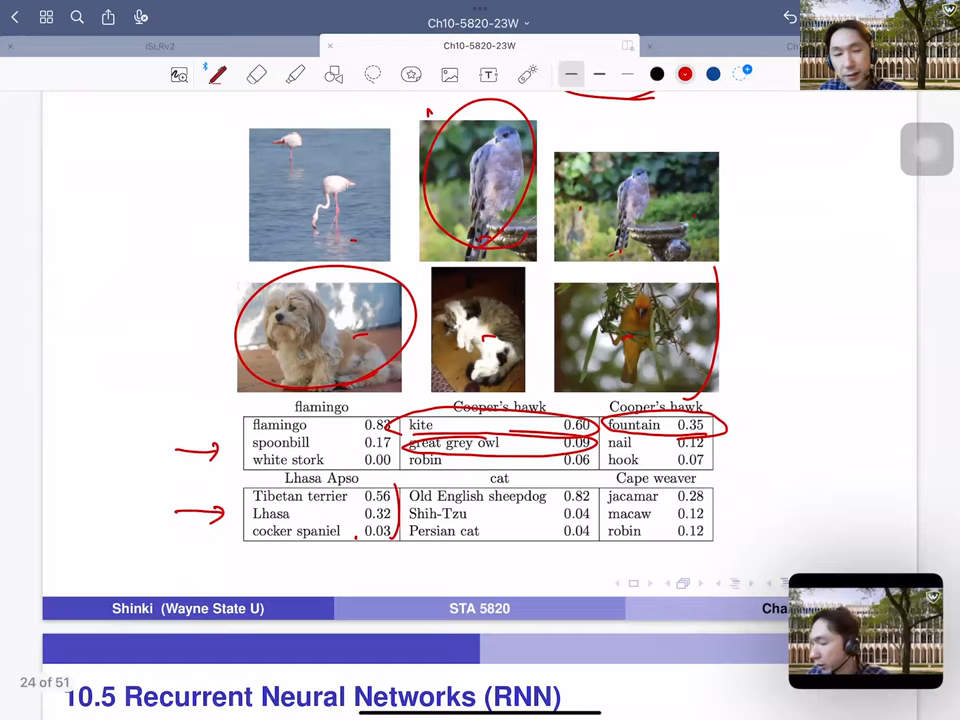 Ch10-5820-23W
ISLRv2
Ch10-5820-23W
flamingo Cooper's hawk Cooper's hawk
flamingo 0.83 kite 0.60 fountain 0.35
spoonbill 0.17 great grey owl 0.09 nail 0.12
white stork 0.00 robin 0.06 hook 0.07
Lhasa Apso cat Cape weaver
Tibetan terrier 0.56 Old English sheepdog 0.82 jacamar 0.28
Lhasa 0.32 Shih-Tzu 0.04 macaw 0.12
cocker spaniel 0.03 Persian cat 0.04 robin 0.12
Shinki (Wayne State U) STA 5820
24 of 51
10.5 Recurrent Neural Networks (RNN)